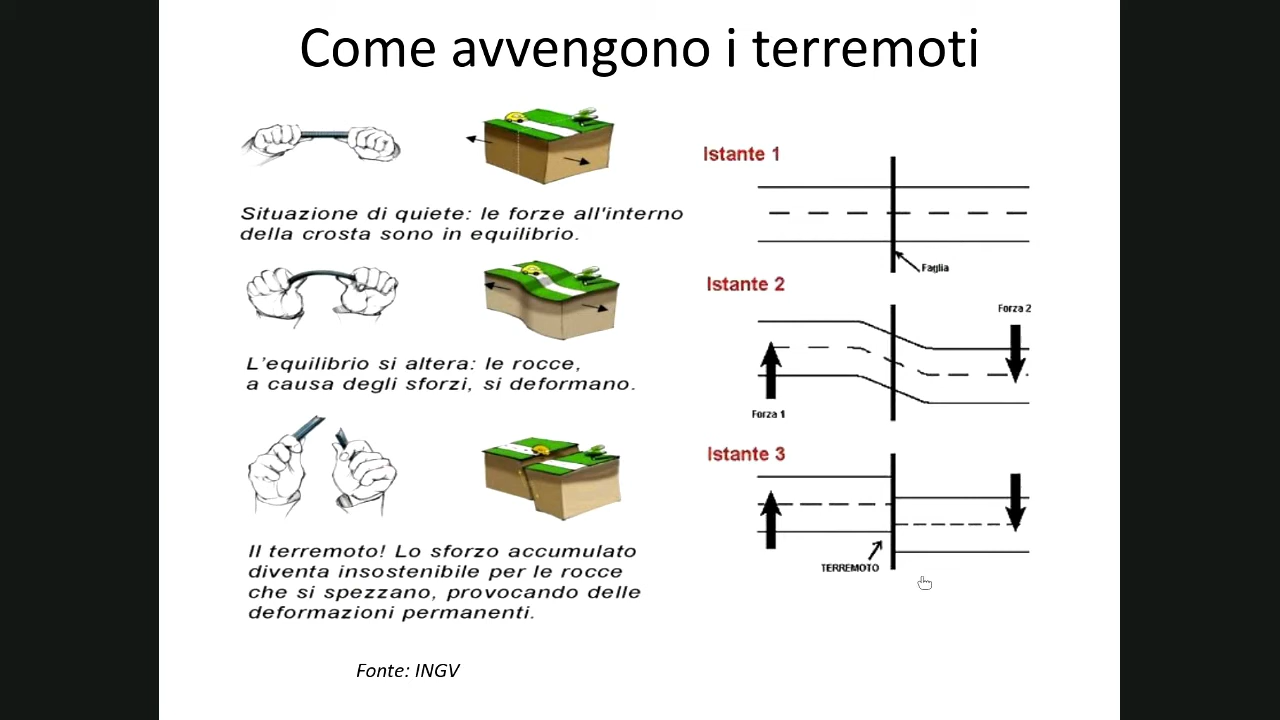 Come avvengono i terremoti
Situazione di quiete: le forze all'interno
della crosta sono in equilibrio.
L'equilibrio si altera: le rocce,
a causa degli sforzi, si deformano.
Il terremoto! Lo sforzo accumulato
diventa insostenibile per le rocce
che si spezzano, provocando delle
deformazioni permanenti.
Fonte: INGV
Istante 1
Faglia
Istante 2
Forza 2
Forza 1
Istante 3
TERREMOTO